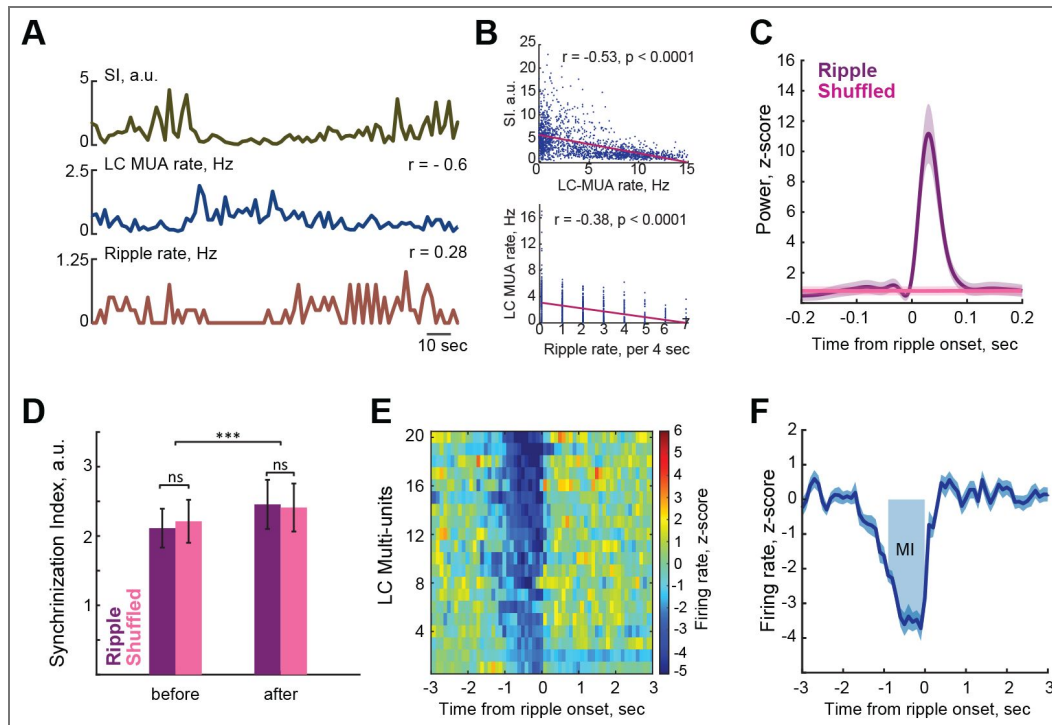 A
SI, a.u.
5
0
LC MUA rate, Hz
r = - 0.6
2.5
0
Ripple rate, Hz
r = 0.28
1.25
0
10 sec
B
r = -0.53, p < 0.0001
SI, a.u.
25
20
15
10
5
0
0
5
10
15
LC-MUA rate, Hz
r = -0.38, p < 0.0001
LC MUA rate, Hz
16
12
8
4
0
0
1
2
3
4
5
6
7
Ripple rate, per 4 sec
C
Ripple
Shuffled
Power, z-score
16
14
12
10
8
6
4
2
-0.2
-0.1
0
0.1
0.2
Time from ripple onset, sec
D
Synchrinization Index, a.u.
3
2
1
***
ns
ns
Ripple
Shuffled
before
after
E
LC Multi-units
20
16
12
8
4
-3
-2
-1
0
1
2
3
Time from ripple onset, sec
6
5
4
3
2
1
0
-1
-2
-3
-4
-5
Firing rate, z-score
F
Firing rate, z-score
2
1
0
-1
-2
-3
-4
MI
-3
-2
-1
0
1
2
3
Time from ripple onset, sec